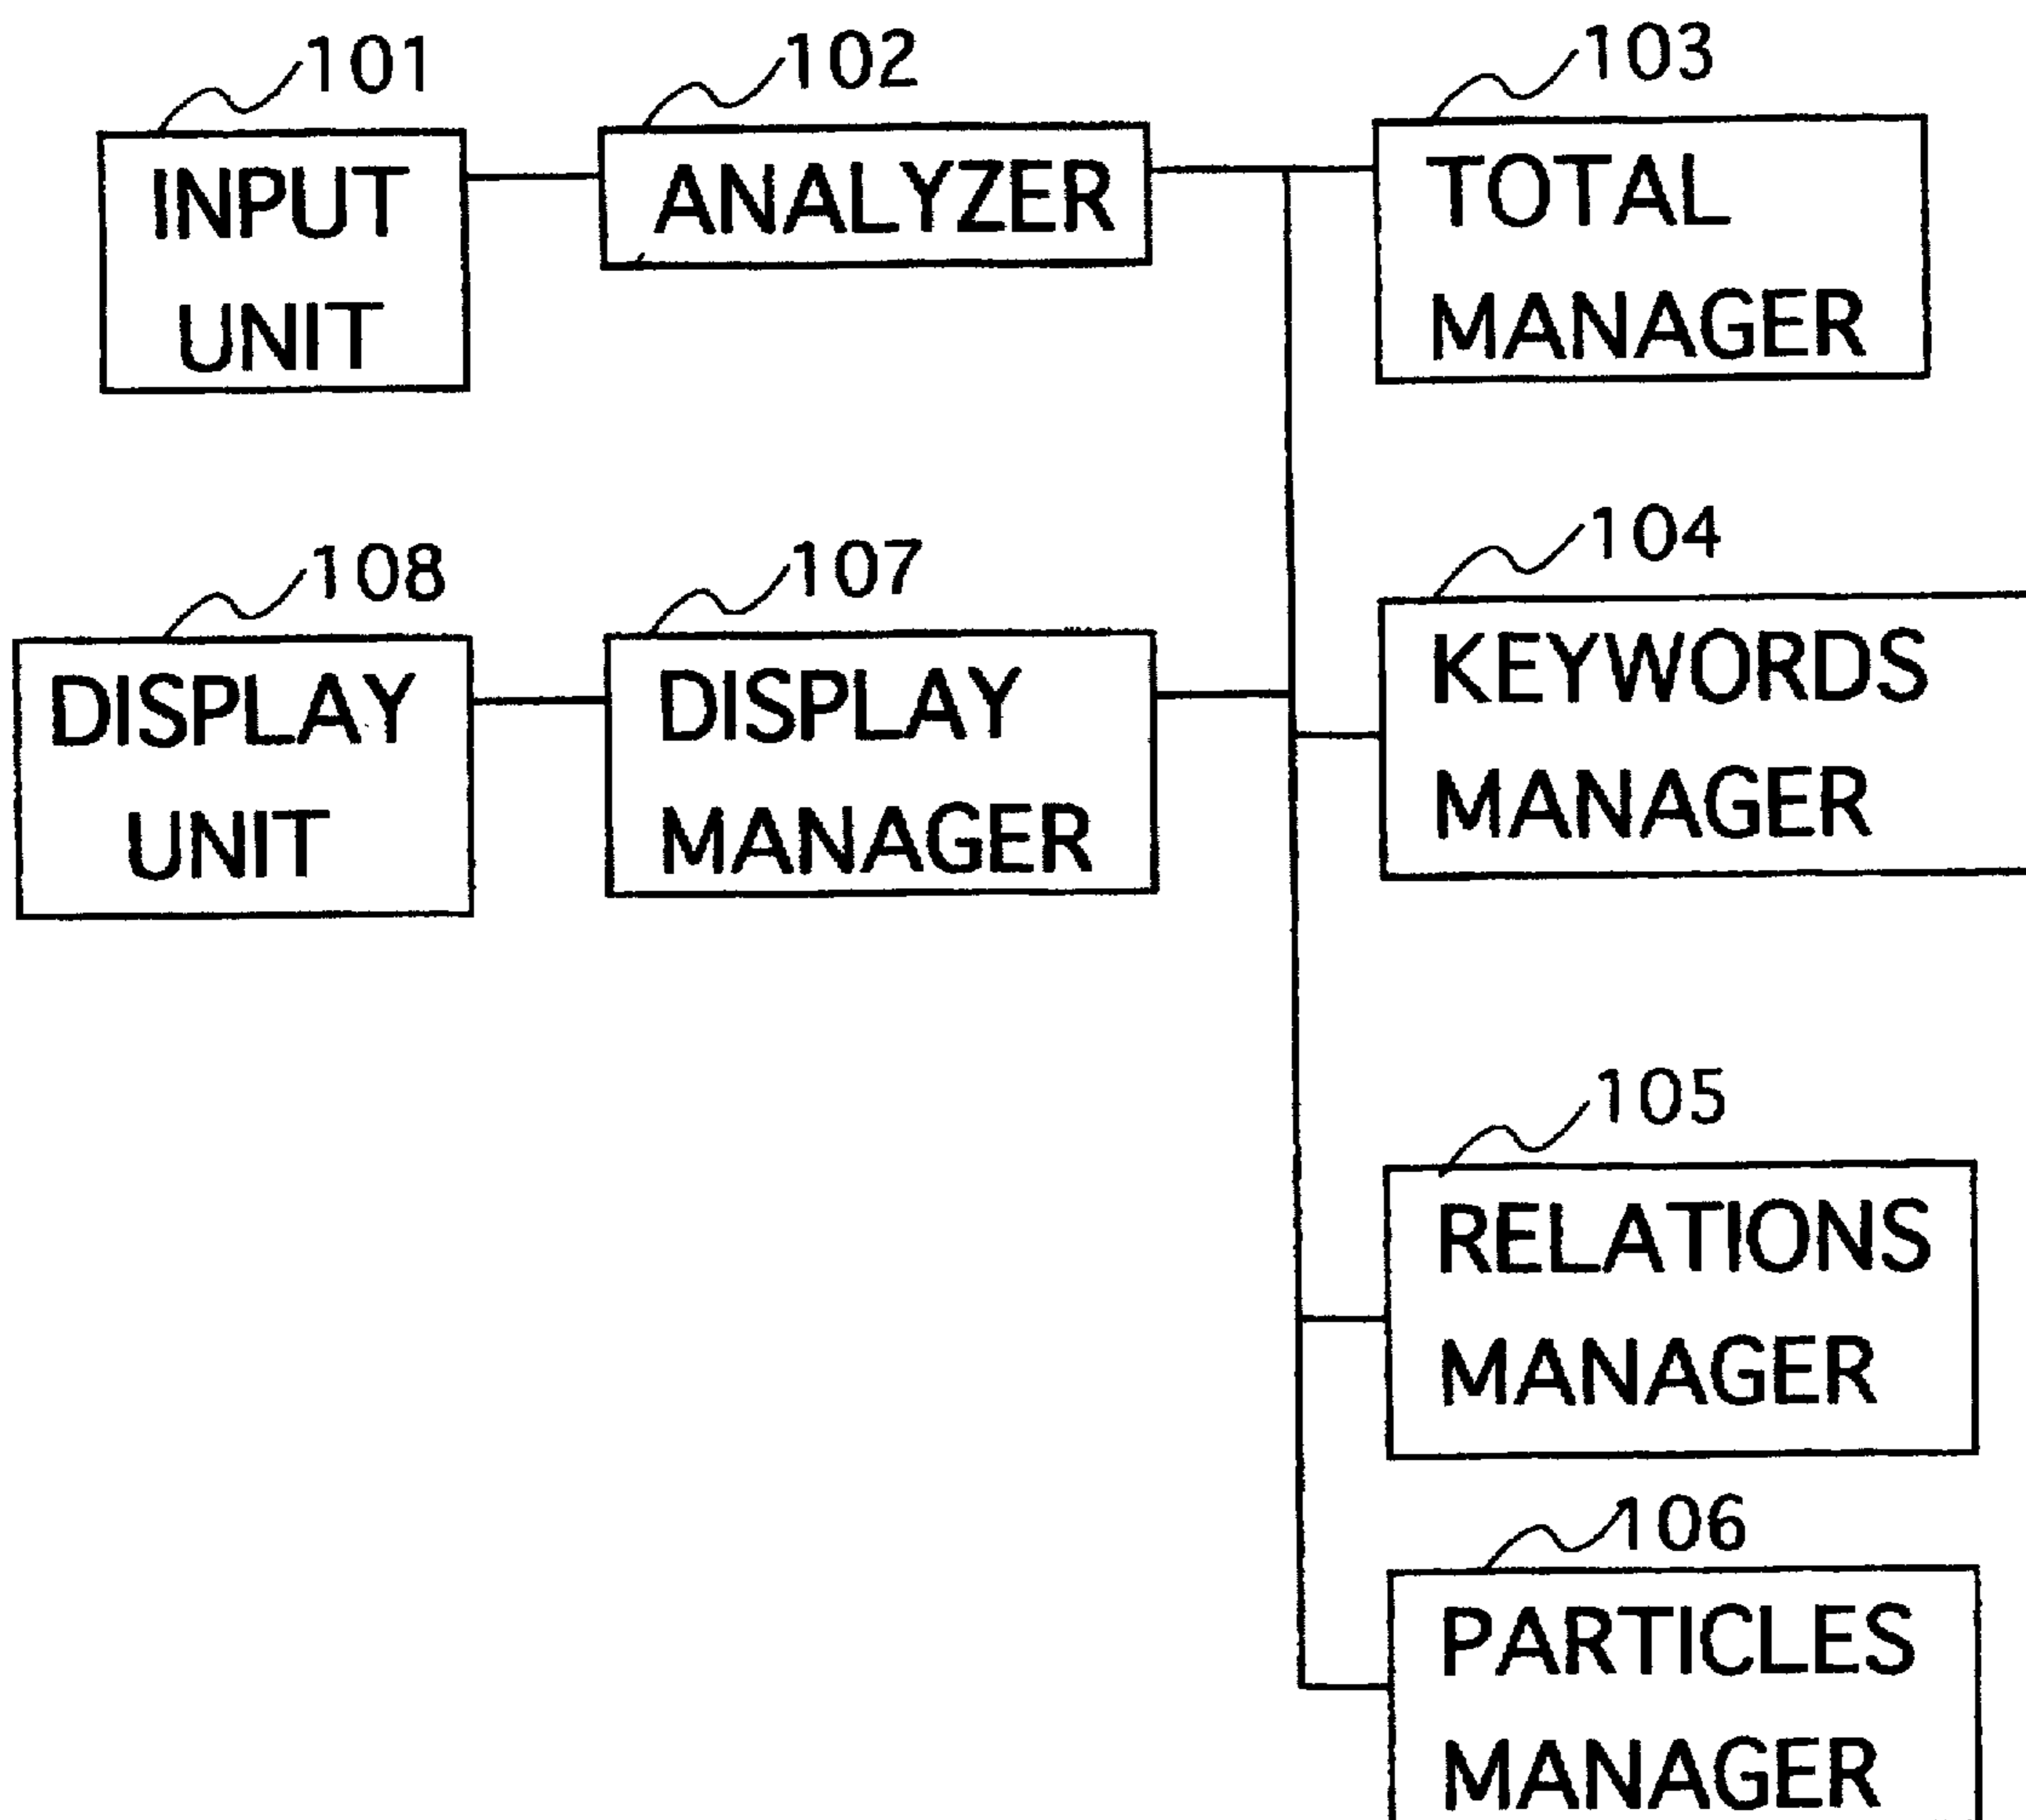 101
INPUT
UNIT
102
ANALYZER
103
TOTAL
MANAGER
108
DISPLAY
UNIT
107
DISPLAY
MANAGER
104
KEYWORDS
MANAGER
105
RELATIONS
MANAGER
106
PARTICLES
MANAGER